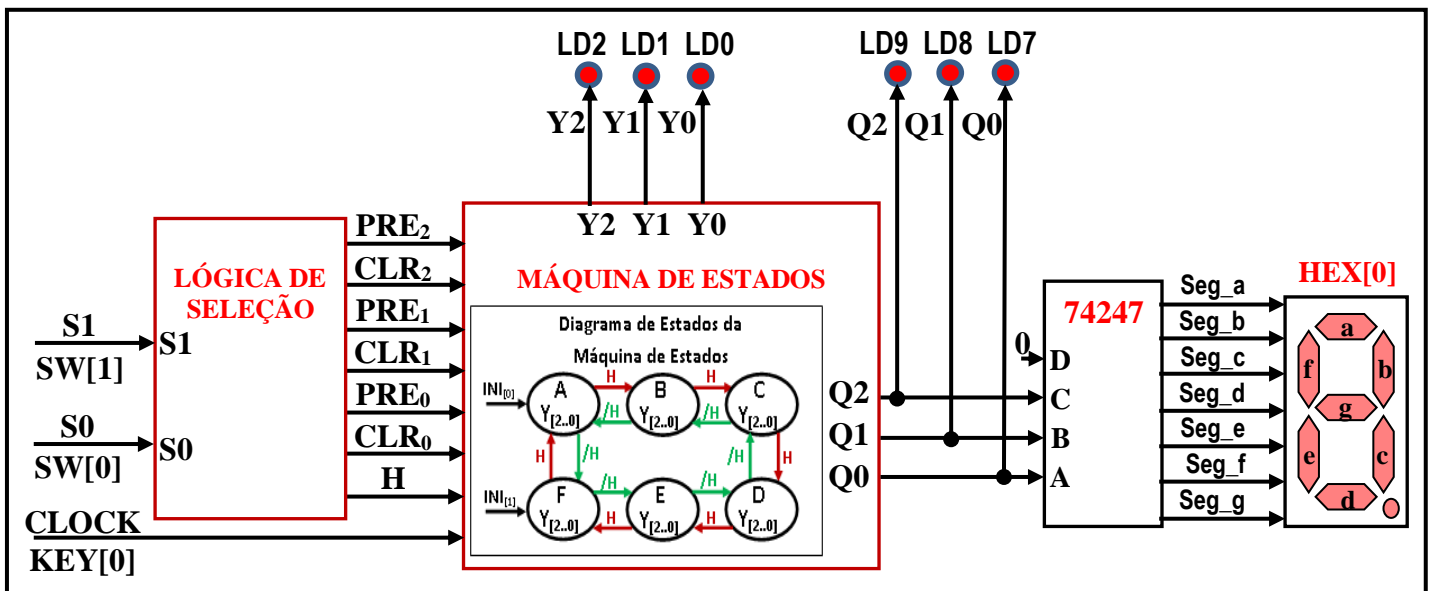 LD2 LD1 LD0
LD9 LD8 LD7
Y2 Y1 Y0
Q2 Q1 Q0
Y2 Y1 Y0
LÓGICA DE
SELEÇÃO
S1
SW[1]
S0
SW[0]
S1
S0
CLOCK
KEY[0]
PRE₂
CLR₂
PRE₁
CLR₁
PRE₀
CLR₀
H
MÁQUINA DE ESTADOS
Diagrama de Estados da
Máquina de Estados
INI[0]
A
Y[2..0]
H
/H
B
Y[2..0]
H
/H
C
Y[2..0]
H
/H
/H
H
INI[1]
F
Y[2..0]
/H
H
E
Y[2..0]
/H
H
D
Y[2..0]
Q2
Q1
Q0
74247
0
D
C
B
A
Seg_a
Seg_b
Seg_c
Seg_d
Seg_e
Seg_f
Seg_g
HEX[0]
a
f
b
g
e
c
d